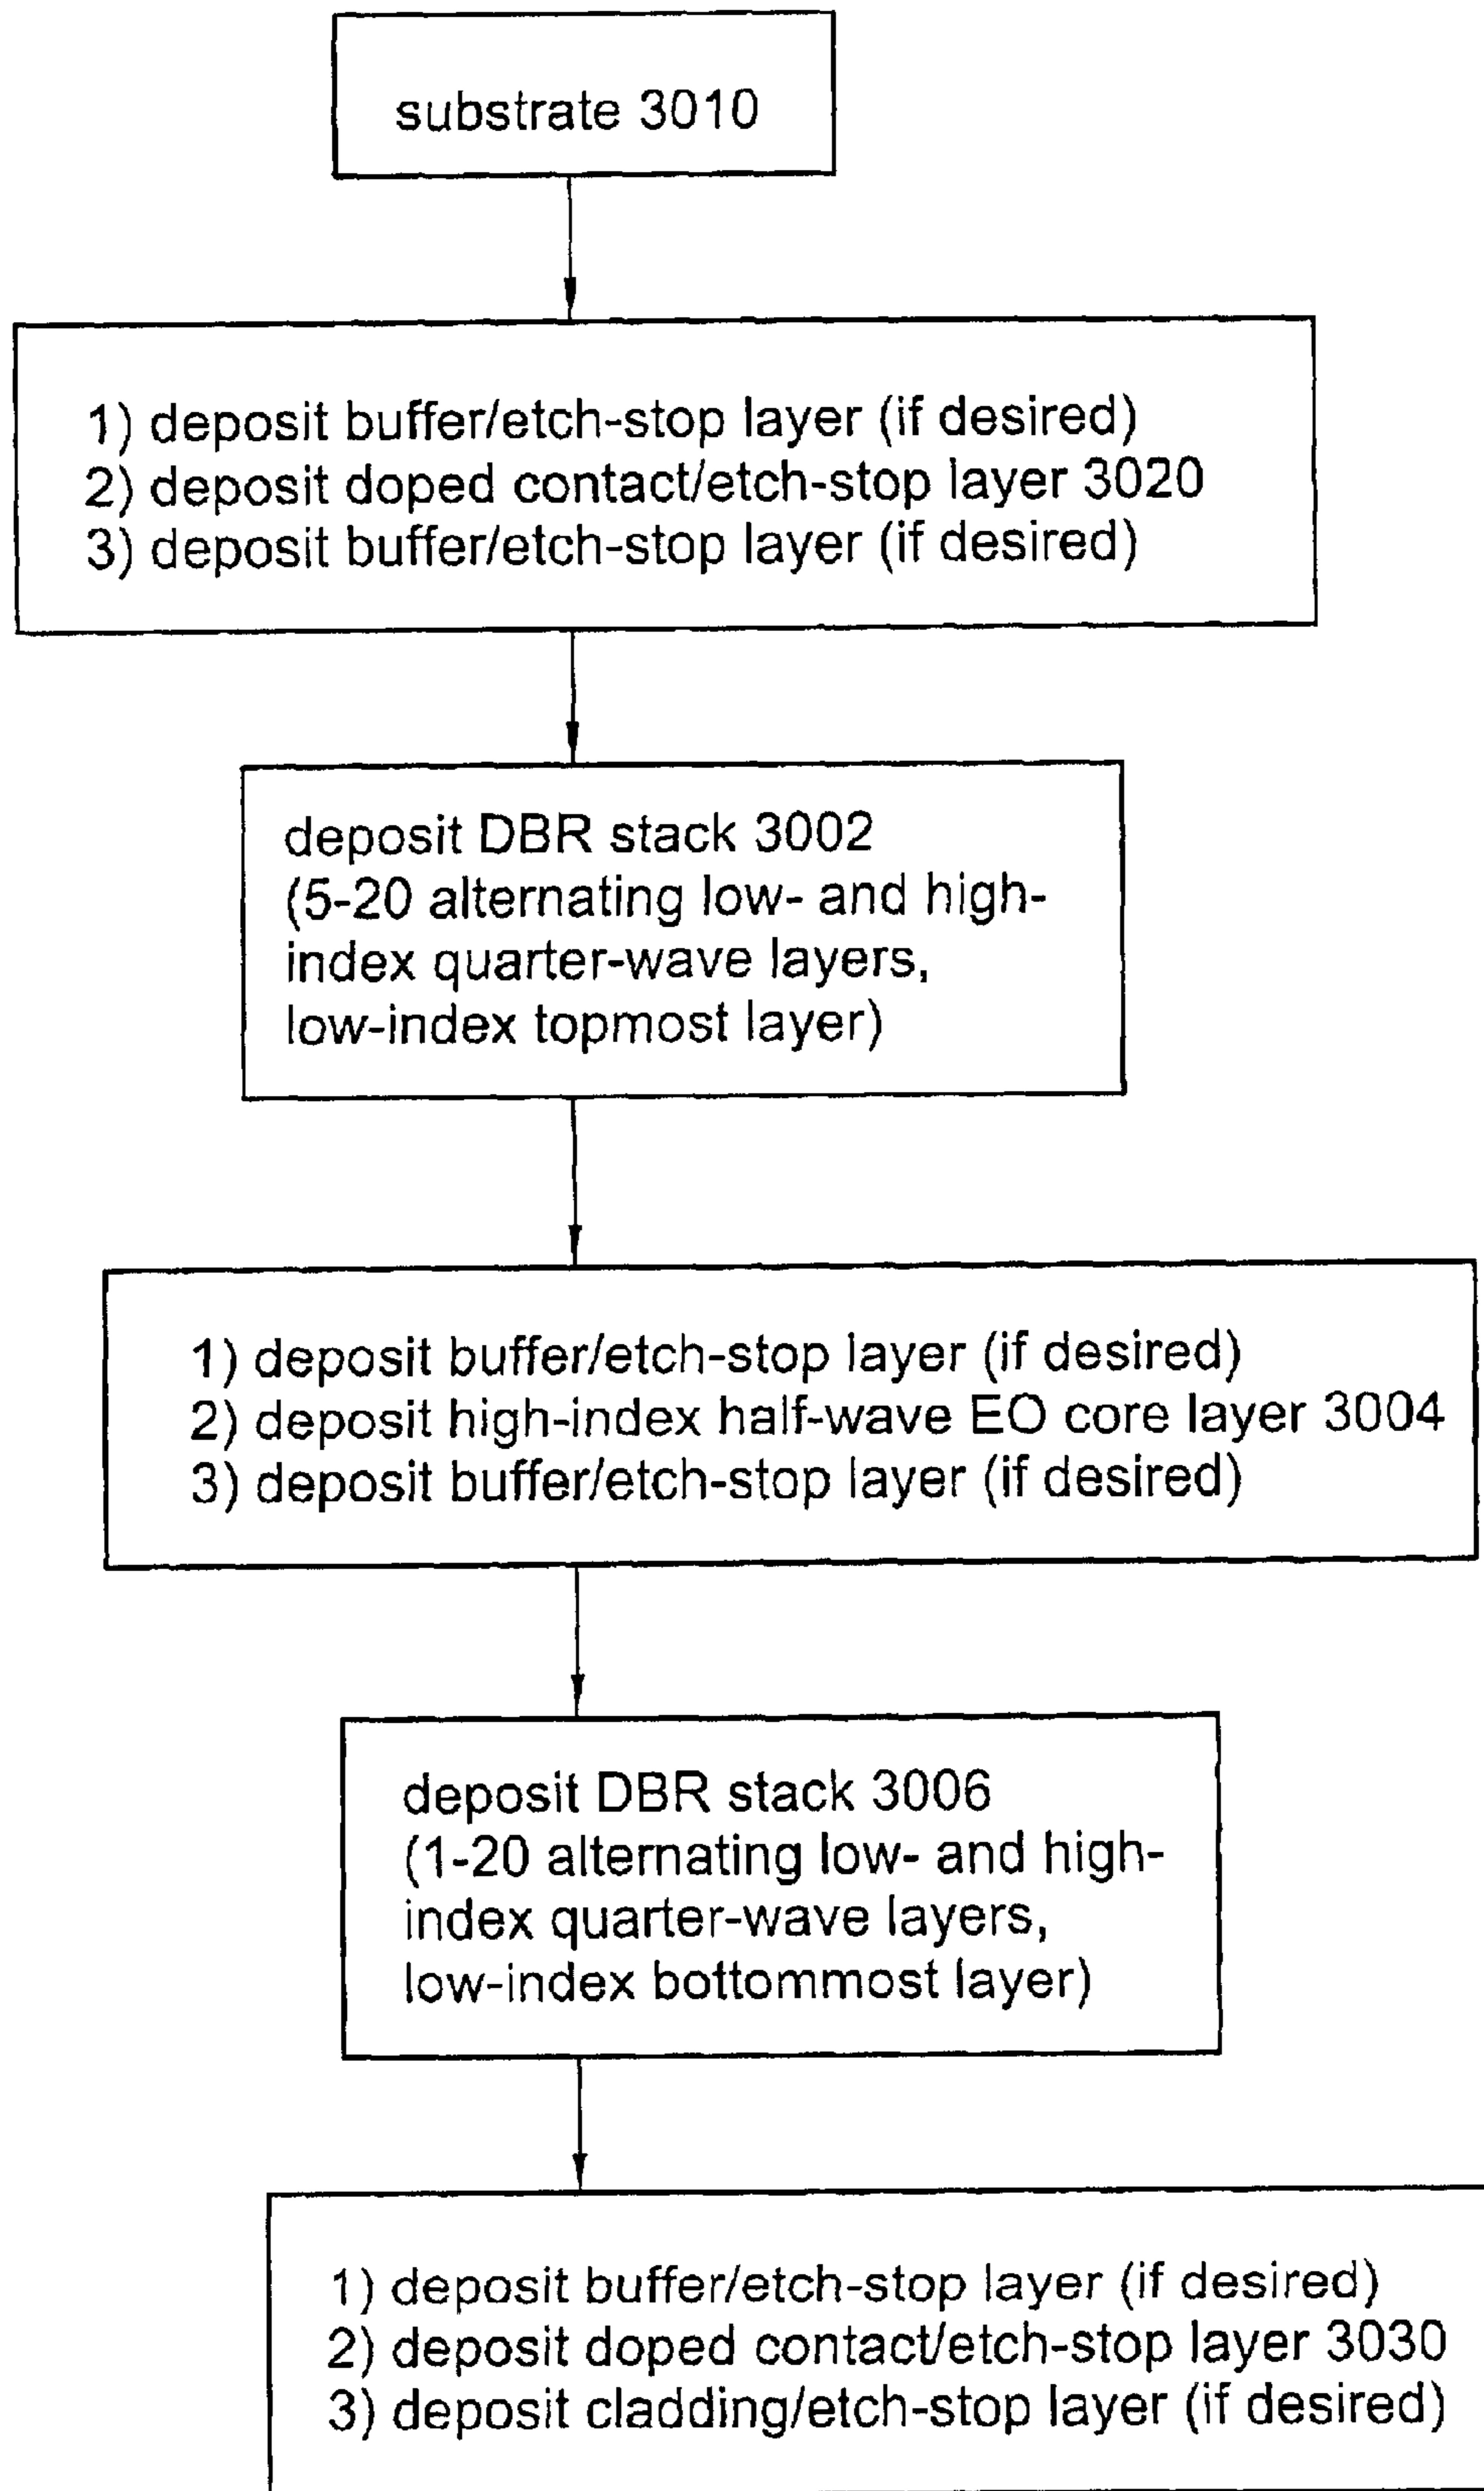 substrate 3010
1) deposit buffer/etch-stop layer (if desired)
2) deposit doped contact/etch-stop layer 3020
3) deposit buffer/etch-stop layer (if desired)
deposit DBR stack 3002
(5-20 alternating low- and high-
index quarter-wave layers,
low-index topmost layer)
1) deposit buffer/etch-stop layer (if desired)
2) deposit high-index half-wave EO core layer 3004
3) deposit buffer/etch-stop layer (if desired)
deposit DBR stack 3006
(1-20 alternating low- and high-
index quarter-wave layers,
low-index bottommost layer)
1) deposit buffer/etch-stop layer (if desired)
2) deposit doped contact/etch-stop layer 3030
3) deposit cladding/etch-stop layer (if desired)